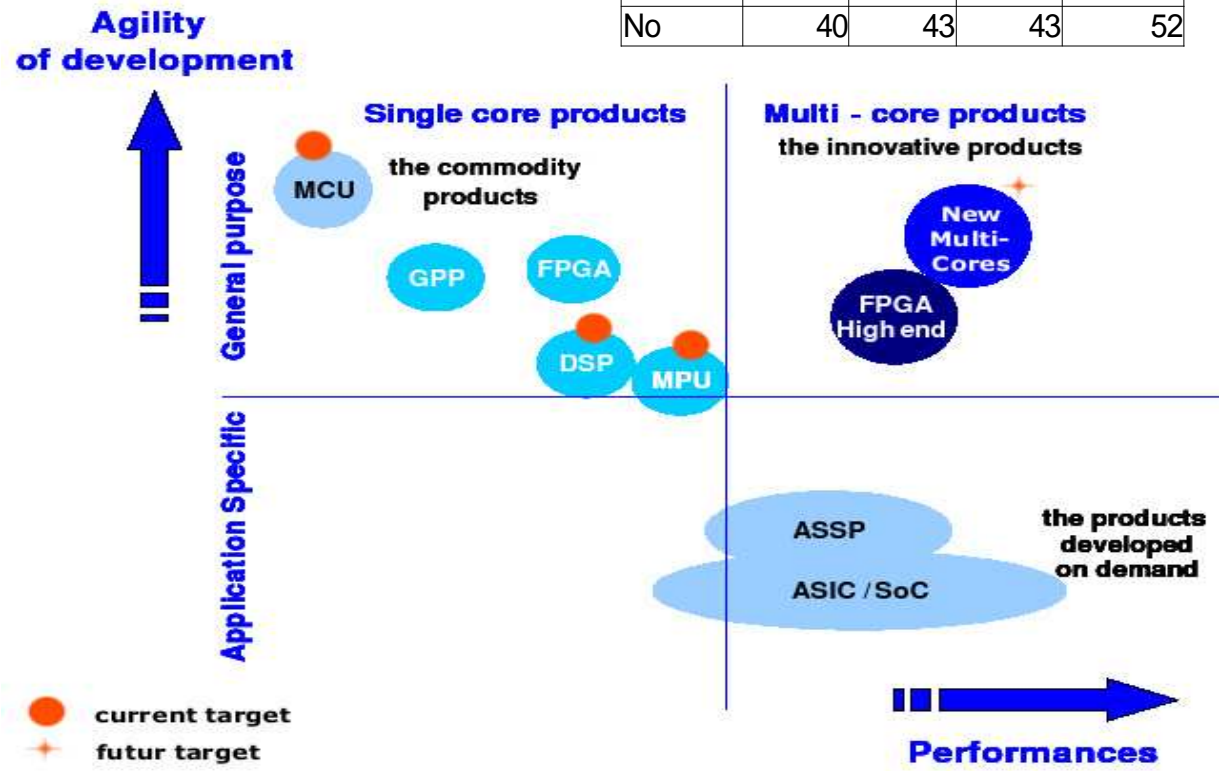 No 40 43 43 52
Agility
of development
Single core products
Multi - core products
the innovative products
the commodity
products
General purpose
MCU
GPP
FPGA
DSP
MPU
New
Multi-
Cores
FPGA
High end
Application Specific
ASSP
ASIC / SoC
the products
developed
on demand
current target
futur target
Performances